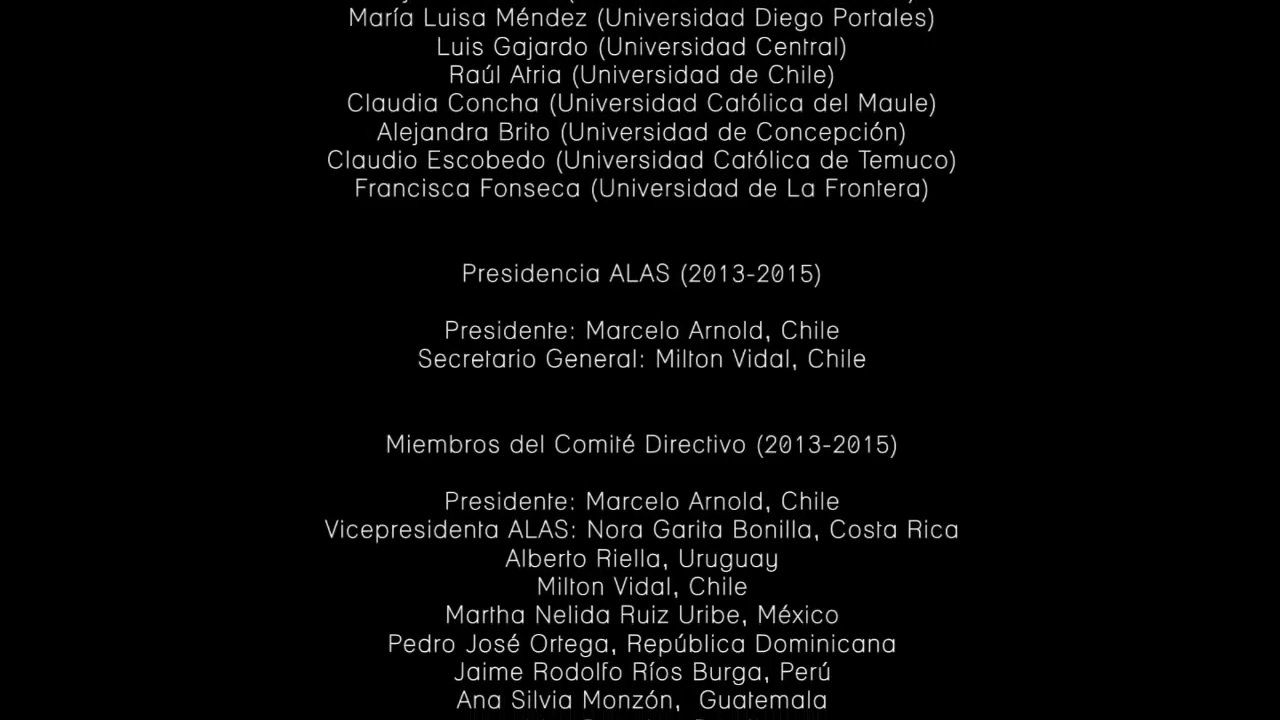 María Luisa Méndez (Universidad Diego Portales)
Luis Gajardo (Universidad Central)
Raúl Atria (Universidad de Chile)
Claudia Concha (Universidad Católica del Maule)
Alejandra Brito (Universidad de Concepción)
Claudio Escobedo (Universidad Católica de Temuco)
Francisca Fonseca (Universidad de La Frontera)
Presidencia ALAS (2013-2015)
Presidente: Marcelo Arnold, Chile
Secretario General: Milton Vidal, Chile
Miembros del Comité Directivo (2013-2015)
Presidente: Marcelo Arnold, Chile
Vicepresidenta ALAS: Nora Garita Bonilla, Costa Rica
Alberto Riella, Uruguay
Milton Vidal, Chile
Martha Nelida Ruiz Uribe, México
Pedro José Ortega, República Dominicana
Jaime Rodolfo Ríos Burga, Perú
Ana Silvia Monzón,  Guatemala